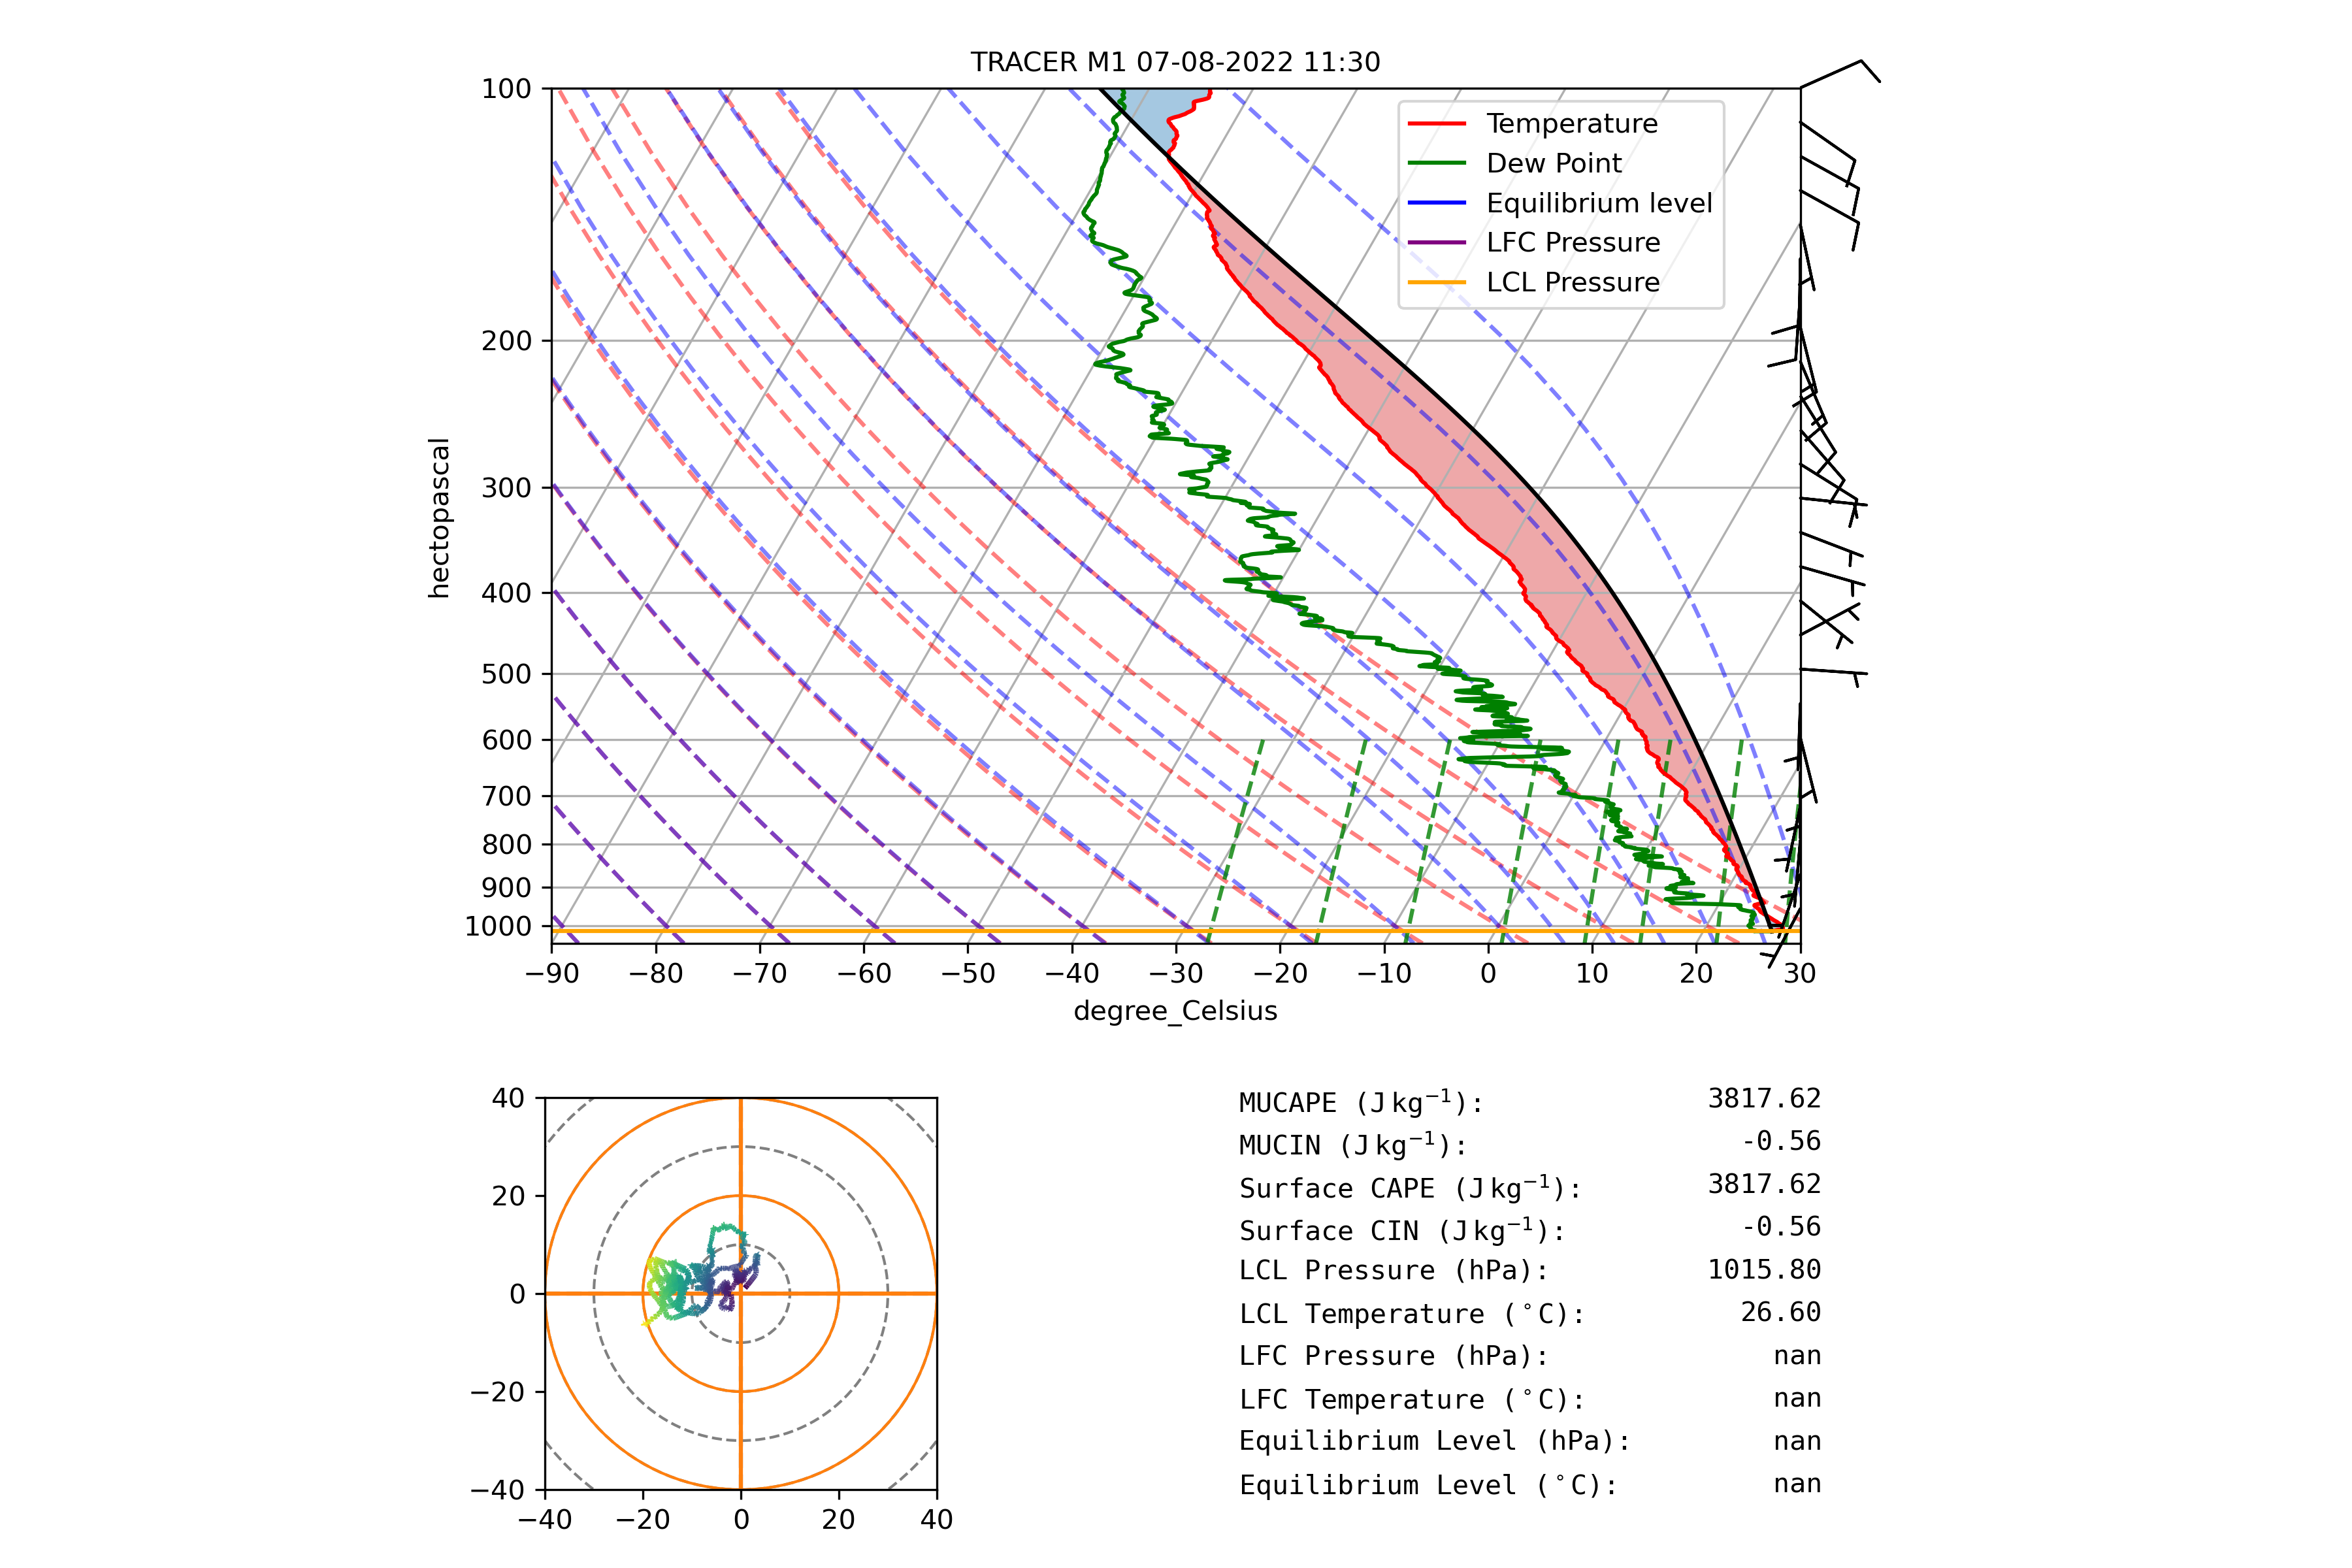 TRACER M1 07-08-2022 11:30
100
200
300
400
500
600
700
800
900
1000
hectopascal
Temperature
Dew Point
Equilibrium level
LFC Pressure
LCL Pressure
−90 −80 −70 −60 −50 −40 −30 −20 −10 0 10 20 30
degree_Celsius
40
20
0
−20
−40
−40 −20 0 20 40
MUCAPE (J kg⁻¹): 3817.62
MUCIN (J kg⁻¹): -0.56
Surface CAPE (J kg⁻¹): 3817.62
Surface CIN (J kg⁻¹): -0.56
LCL Pressure (hPa): 1015.80
LCL Temperature (°C): 26.60
LFC Pressure (hPa): nan
LFC Temperature (°C): nan
Equilibrium Level (hPa): nan
Equilibrium Level (°C): nan